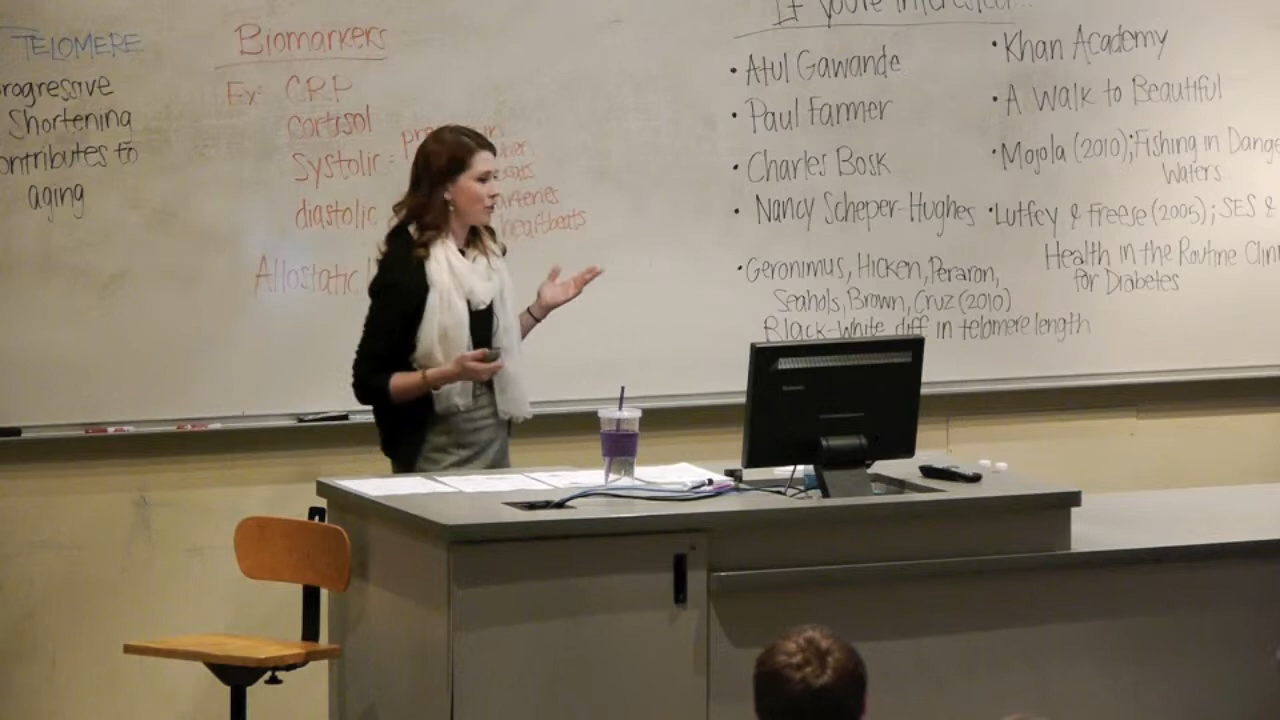 TELOMERE
rogressive
Shortening
ontributes to
aging
Biomarkers
Ex: CRP
cortisol
Systolic =
diastolic
arteries
heartbeats
Allostatic
If you're interested...
• Atul Gawande
• Paul Farmer
• Charles Bosk
• Nancy Scheper-Hughes
• Geronimus, Hicken, Peraron,
Seahols, Brown, Cruz (2010)
Black-white diff in telomere length
• Khan Academy
• A Walk to Beautiful
• Mojola (2010); Fishing in Dange
Waters
• Lutfey & Freese (2005); SES &
Health in the Routine Clin
for Diabetes